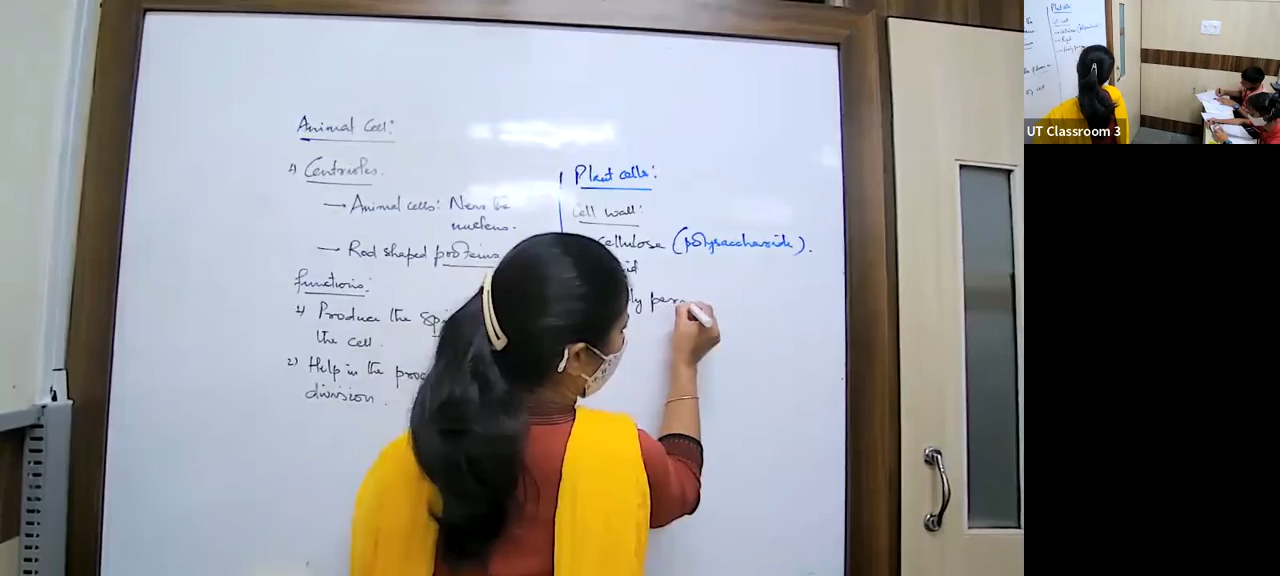 Animal Cell:
1) Centrioles.
→ Animal cells: Near the
nucleus.
→ Rod shaped proteins
functions:
1) Produce the
the cell.
2) Help in the
division.
Plant cells:
Cell wall:
Cellulose (polysaccharide).
UT Classroom 3